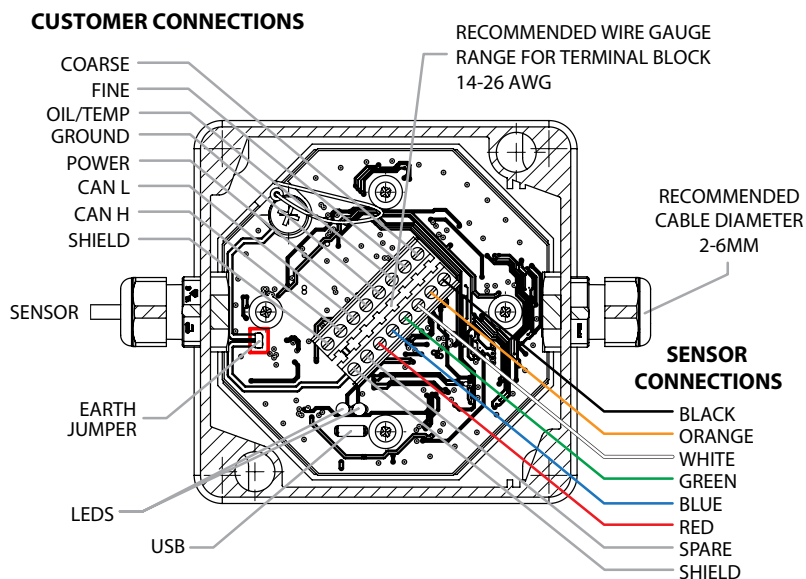 CUSTOMER CONNECTIONS
COARSE
FINE
OIL/TEMP
GROUND
POWER
CAN L
CAN H
SHIELD
RECOMMENDED WIRE GAUGE
RANGE FOR TERMINAL BLOCK
14-26 AWG
RECOMMENDED
CABLE DIAMETER
2-6MM
SENSOR
EARTH
JUMPER
LEDS
USB
SENSOR
CONNECTIONS
BLACK
ORANGE
WHITE
GREEN
BLUE
RED
SPARE
SHIELD